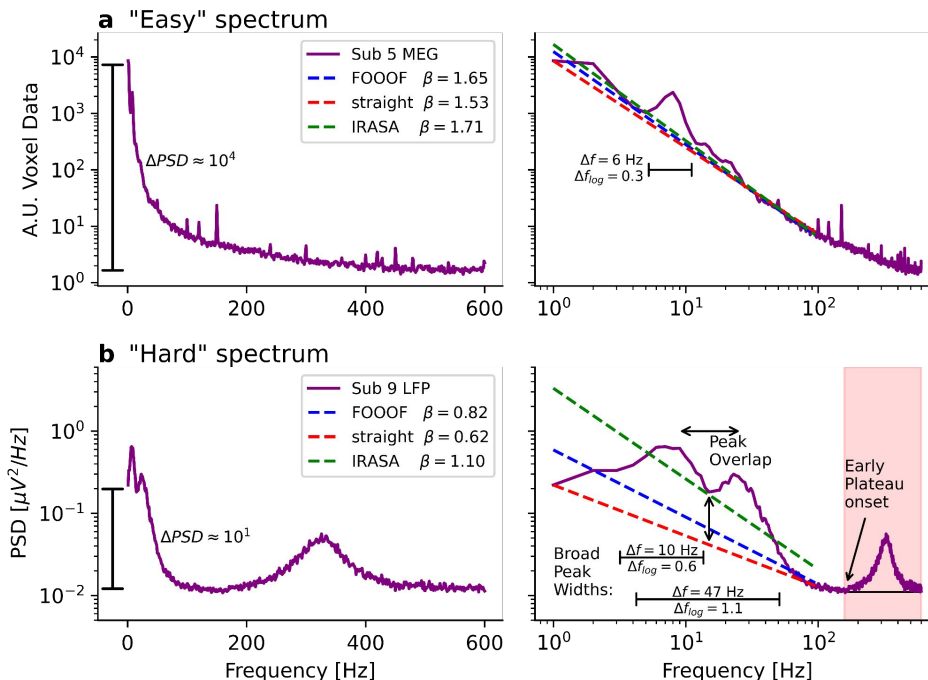 a "Easy" spectrum
A.U. Voxel Data
10^4
10^3
10^2
10^1
10^0
ΔPSD ≈ 10^4
Sub 5 MEG
FOOOF β = 1.65
straight β = 1.53
IRASA β = 1.71
0 200 400 600
Δf = 6 Hz
Δf_log = 0.3
10^0 10^1 10^2
b "Hard" spectrum
PSD [μV^2/Hz]
10^0
10^-1
10^-2
ΔPSD ≈ 10^1
Sub 9 LFP
FOOOF β = 0.82
straight β = 0.62
IRASA β = 1.10
0 200 400 600
Frequency [Hz]
Peak
Overlap
Early
Plateau
onset
Broad
Peak
Widths:
Δf = 10 Hz
Δf_log = 0.6
Δf = 47 Hz
Δf_log = 1.1
10^0 10^1 10^2
Frequency [Hz]